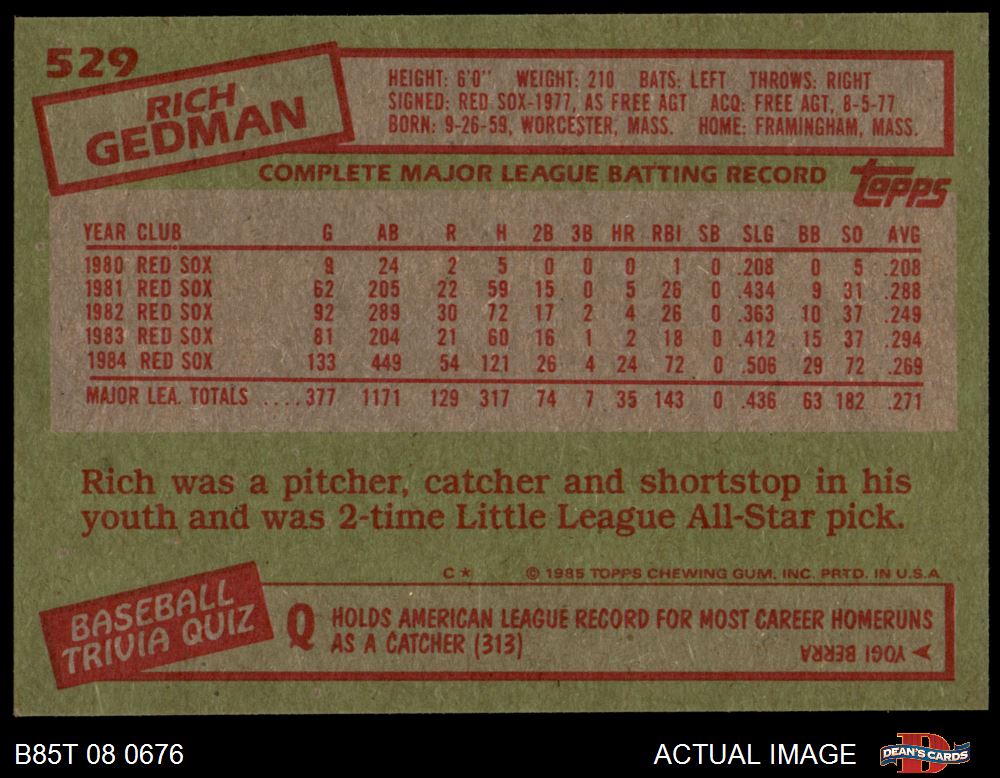 529
RICH
GEDMAN
HEIGHT: 6'0" WEIGHT: 210 BATS: LEFT THROWS: RIGHT
SIGNED: RED SOX-1977, AS FREE AGT ACQ: FREE AGT, 8-5-77
BORN: 9-26-59, WORCESTER, MASS. HOME: FRAMINGHAM, MASS.
COMPLETE MAJOR LEAGUE BATTING RECORD
Topps
YEAR CLUB G AB R H 2B 3B HR RBI SB SLG BB SO AVG
1980 RED SOX 9 24 2 5 0 0 0 1 0 .208 0 5 .208
1981 RED SOX 62 205 22 59 15 0 5 26 0 .434 9 31 .288
1982 RED SOX 92 289 30 72 17 2 4 26 0 .363 10 37 .249
1983 RED SOX 81 204 21 60 16 1 2 18 0 .412 15 37 .294
1984 RED SOX 133 449 54 121 26 4 24 72 0 .506 29 72 .269
MAJOR LEA. TOTALS ....377 1171 129 317 74 7 35 143 0 .436 63 182 .271
Rich was a pitcher, catcher and shortstop in his
youth and was 2-time Little League All-Star pick.
C* © 1985 TOPPS CHEWING GUM, INC. PRTD. IN U.S.A.
BASEBALL
TRIVIA QUIZ
Q HOLDS AMERICAN LEAGUE RECORD FOR MOST CAREER HOMERUNS
AS A CATCHER (313)
YOGI BERRA
B85T 08 0676
ACTUAL IMAGE
D
DEAN'S CARDS